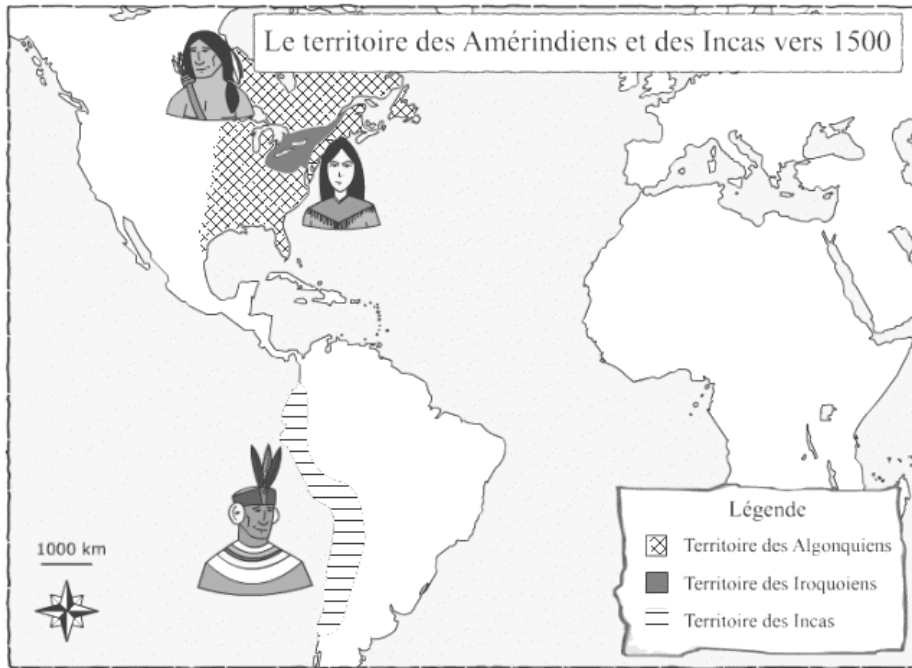 Le territoire des Amérindiens et des Incas vers 1500
1000 km
Légende
Territoire des Algonquiens
Territoire des Iroquoiens
Territoire des Incas